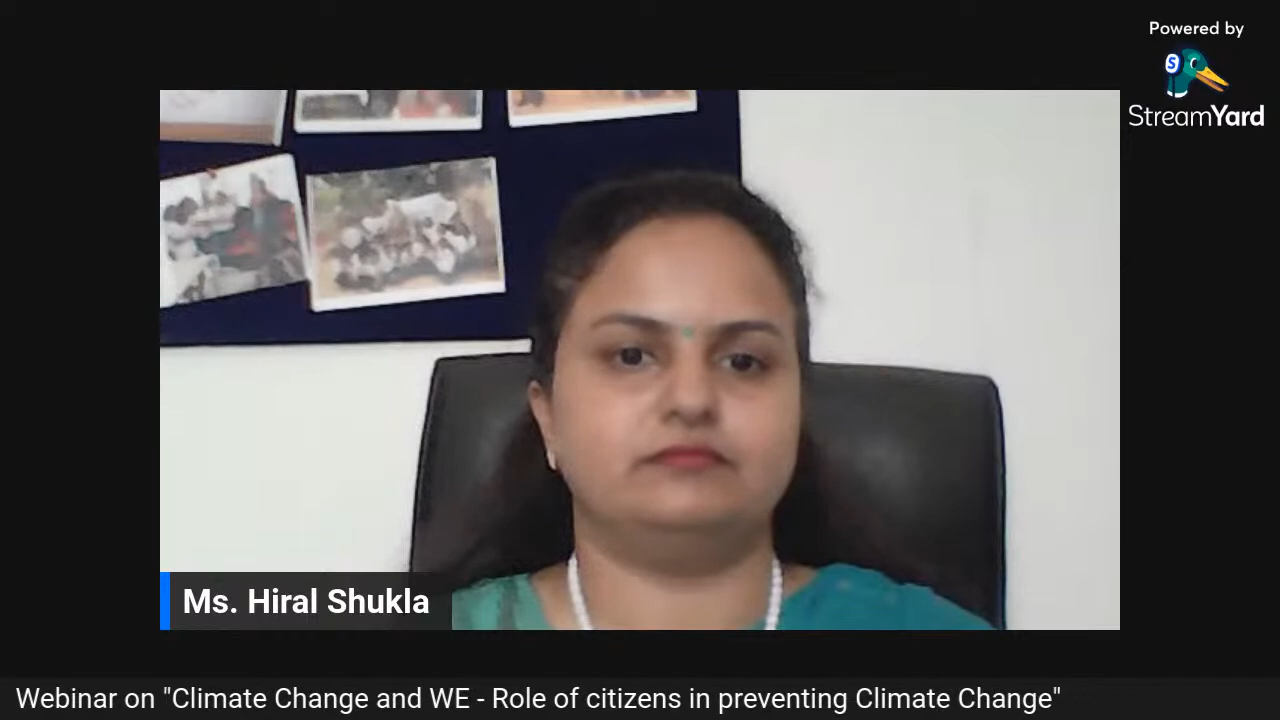 Powered by
S
StreamYard
Ms. Hiral Shukla
Webinar on "Climate Change and WE - Role of citizens in preventing Climate Change"